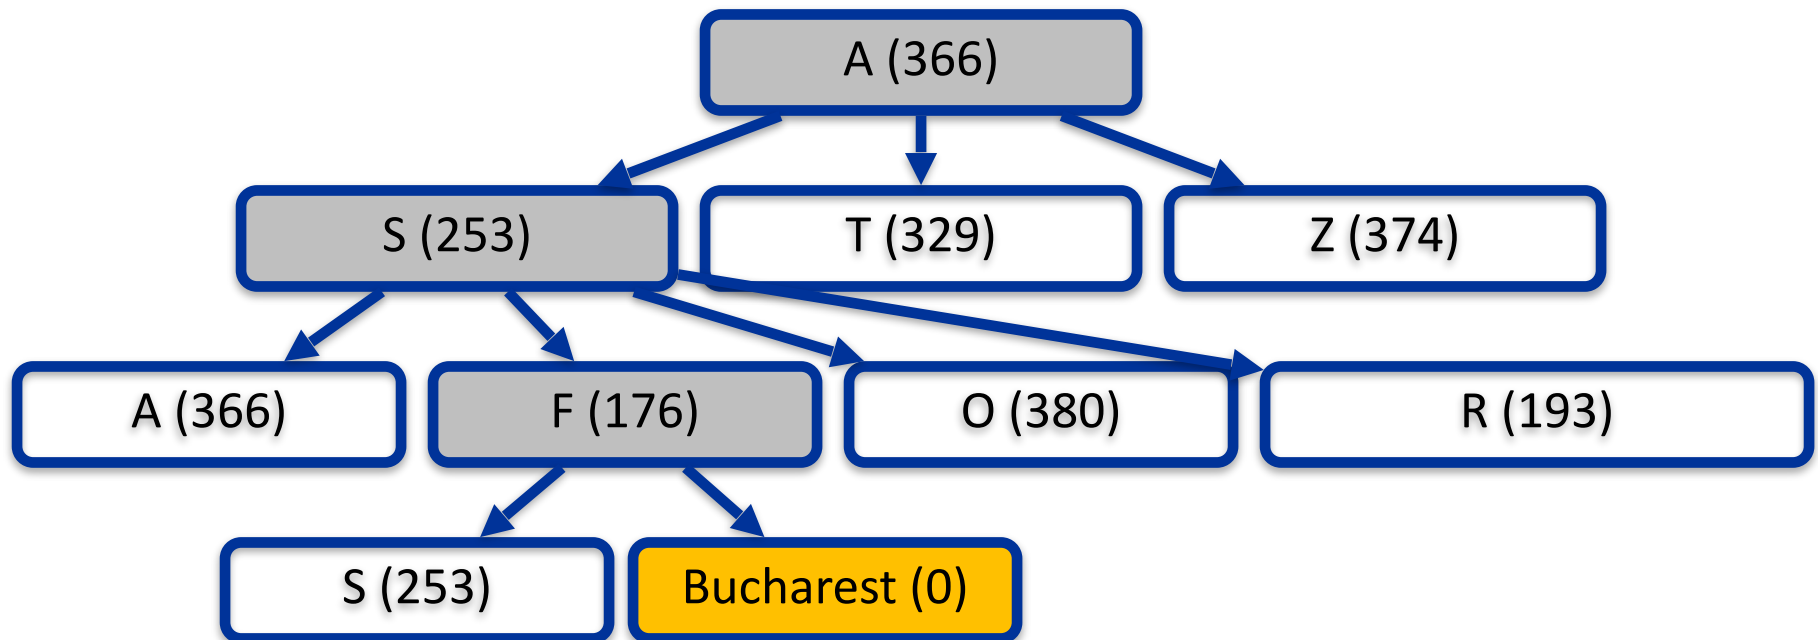 A (366)
S (253)
T (329)
Z (374)
A (366)
F (176)
O (380)
R (193)
S (253)
Bucharest (0)